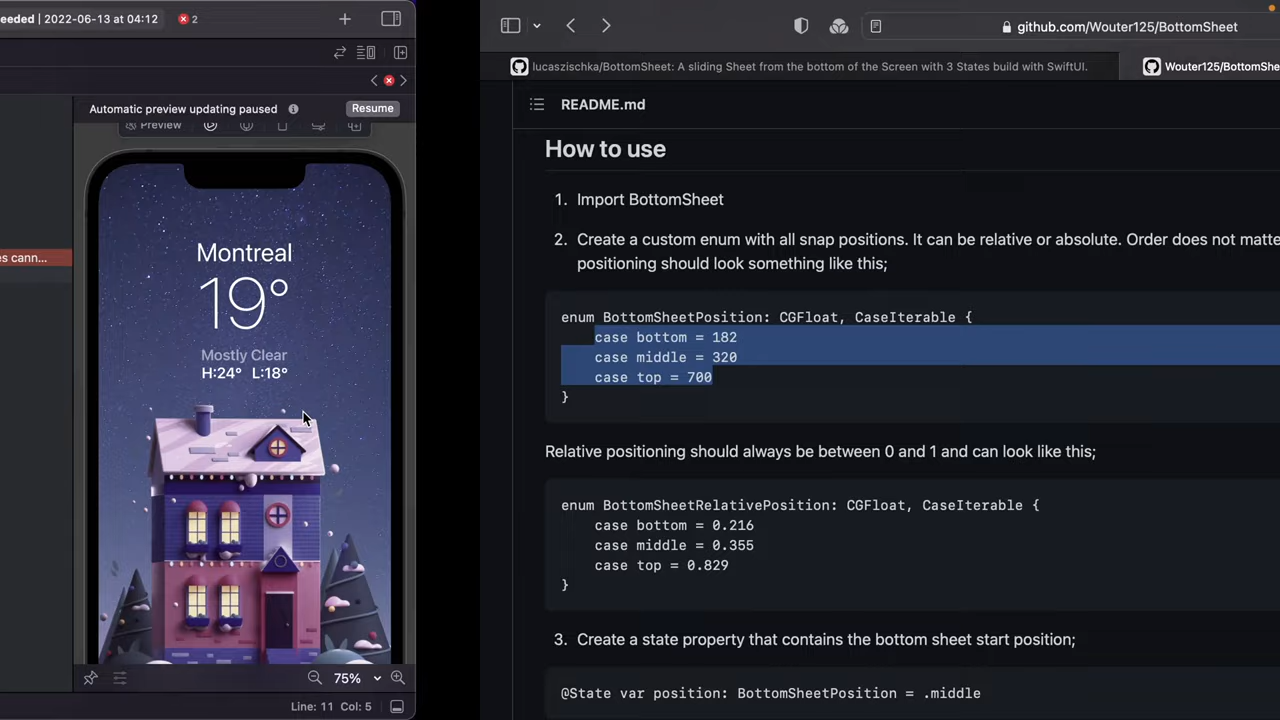 eeded | 2022-06-13 at 04:12
2
Automatic preview updating paused
Resume
Preview
Montreal
19°
Mostly Clear
H:24° L:18°
es cann...
75%
Line: 11 Col: 5
github.com/Wouter125/BottomSheet
lucaszischka/BottomSheet: A sliding Sheet from the bottom of the Screen with 3 States build with SwiftUI.
Wouter125/BottomShe
README.md
How to use
1. Import BottomSheet
2. Create a custom enum with all snap positions. It can be relative or absolute. Order does not matte
positioning should look something like this;
enum BottomSheetPosition: CGFloat, CaseIterable {
case bottom = 182
case middle = 320
case top = 700
}
Relative positioning should always be between 0 and 1 and can look like this;
enum BottomSheetRelativePosition: CGFloat, CaseIterable {
case bottom = 0.216
case middle = 0.355
case top = 0.829
}
3. Create a state property that contains the bottom sheet start position;
@State var position: BottomSheetPosition = .middle